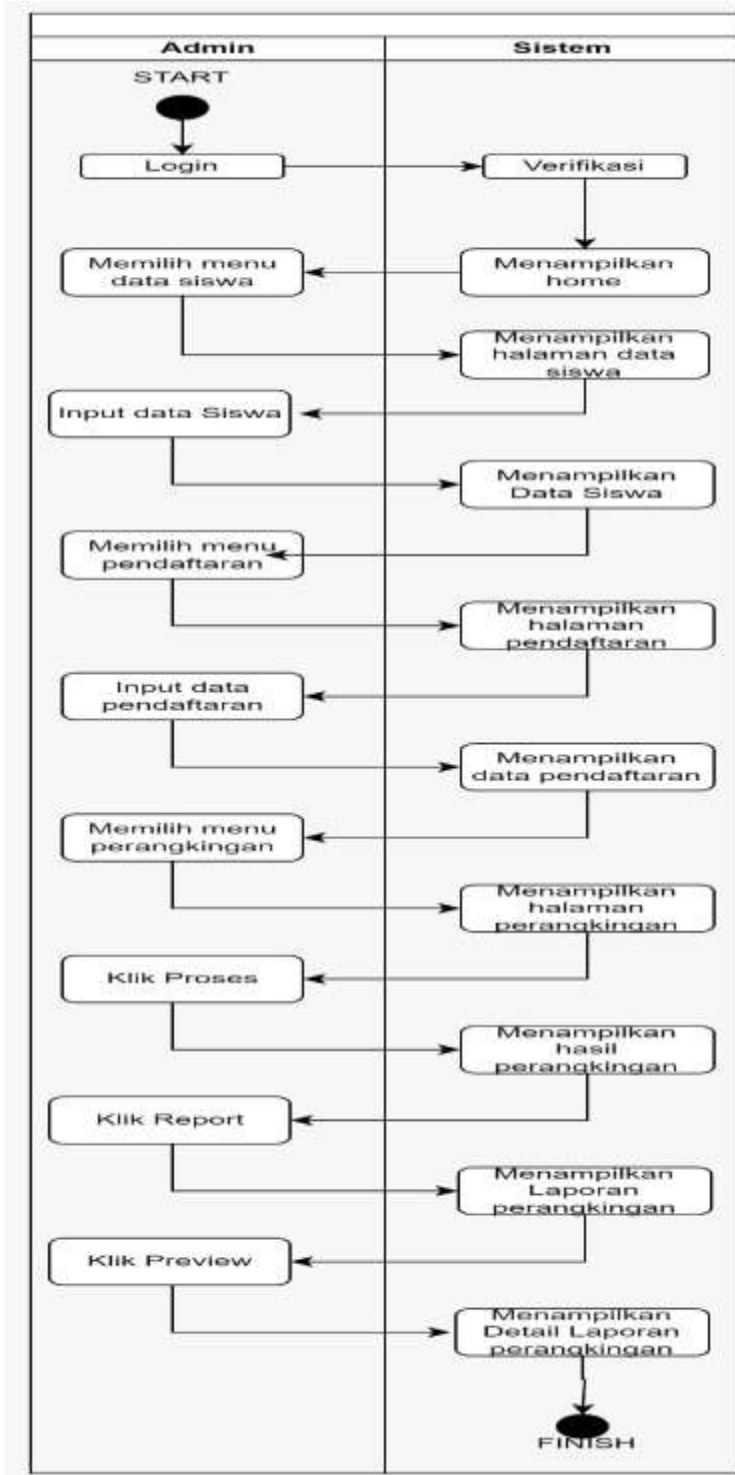 Admin
Sistem
START
Login
Verifikasi
Memilih menu
data siswa
Menampilkan
home
Menampilkan
halaman data
siswa
Input data Siswa
Menampilkan
Data Siswa
Memilih menu
pendaftaran
Menampilkan
halaman
pendaftaran
Input data
pendaftaran
Menampilkan
data pendaftaran
Memilih menu
perangkingan
Menampilkan
halaman
perangkingan
Klik Proses
Menampilkan
hasil
perangkingan
Klik Report
Menampilkan
Laporan
perangkingan
Klik Preview
Menampilkan
Detail Laporan
perangkingan
FINISH